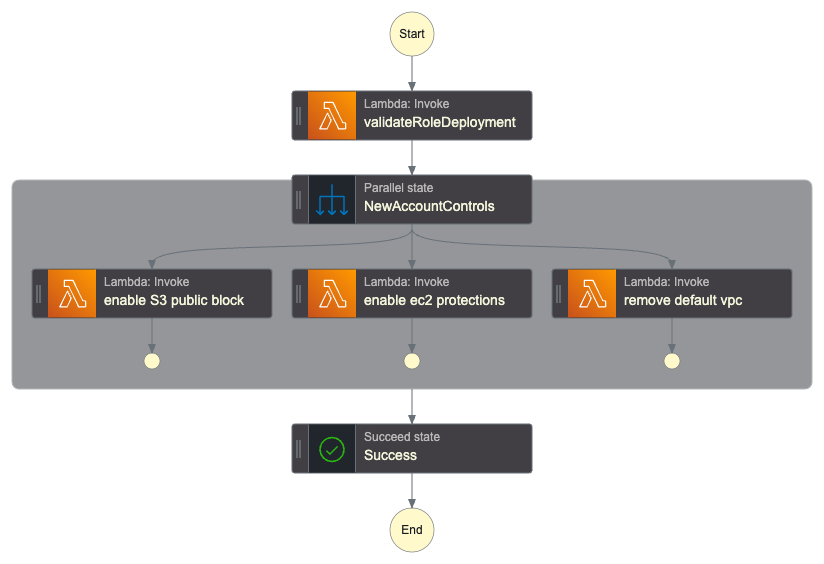 Start
Lambda: Invoke
validateRoleDeployment
Parallel state
NewAccountControls
Lambda: Invoke
enable S3 public block
Lambda: Invoke
enable ec2 protections
Lambda: Invoke
remove default vpc
Succeed state
Success
End